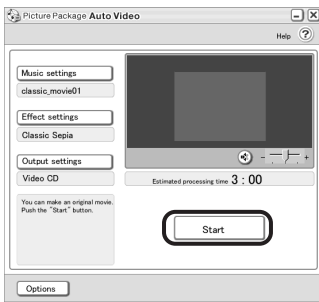 Picture Package Auto Video
Help ?
Music settings
classic_movie01
Effect settings
Classic Sepia
Output settings
Video CD
- +
Estimated processing time 3 : 00
You can make an original movie.
Push the "Start" button.
Start
Options